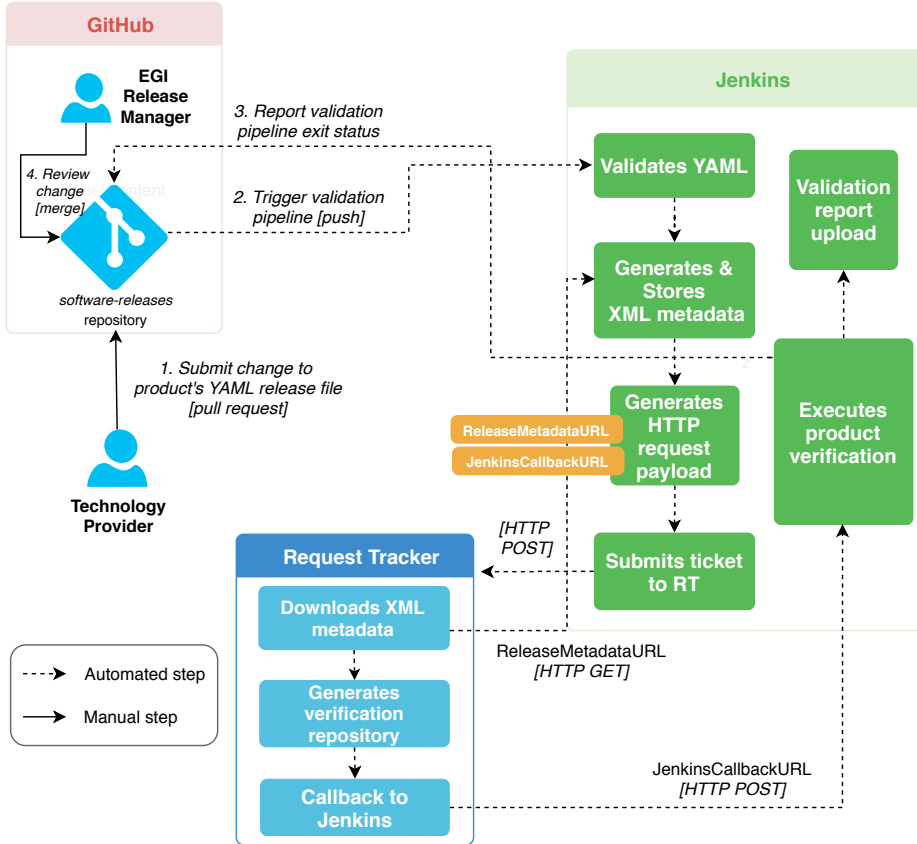 GitHub
EGI
Release
Manager
4. Review
change
[merge]
software-releases
repository
3. Report validation
pipeline exit status
2. Trigger validation
pipeline [push]
1. Submit change to
product's YAML release file
[pull request]
Technology
Provider
Jenkins
Validates YAML
Generates &
Stores
XML metadata
Generates
HTTP
request
payload
ReleaseMetadataURL
JenkinsCallbackURL
Submits ticket
to RT
Validation
report
upload
Executes
product
verification
[HTTP
POST]
Request Tracker
Downloads XML
metadata
Generates
verification
repository
Callback to
Jenkins
ReleaseMetadataURL
[HTTP GET]
JenkinsCallbackURL
[HTTP POST]
Automated step
Manual step